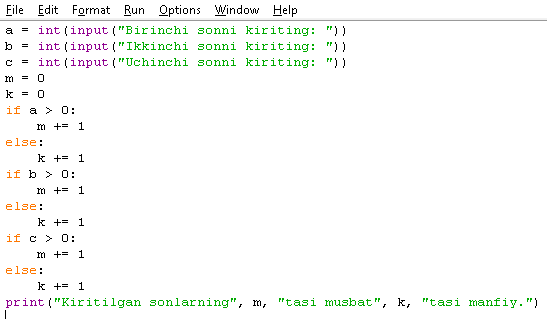 File Edit Format Run Options Window Help
a = int(input("Birinchi sonni kiriting: "))
b = int(input("Ikkinchi sonni kiriting: "))
c = int(input("Uchinchi sonni kiriting: "))
m = 0
k = 0
if a > 0:
    m += 1
else:
    k += 1
if b > 0:
    m += 1
else:
    k += 1
if c > 0:
    m += 1
else:
    k += 1
print("Kiritilgan sonlarning", m, "tasi musbat", k, "tasi manfiy.")